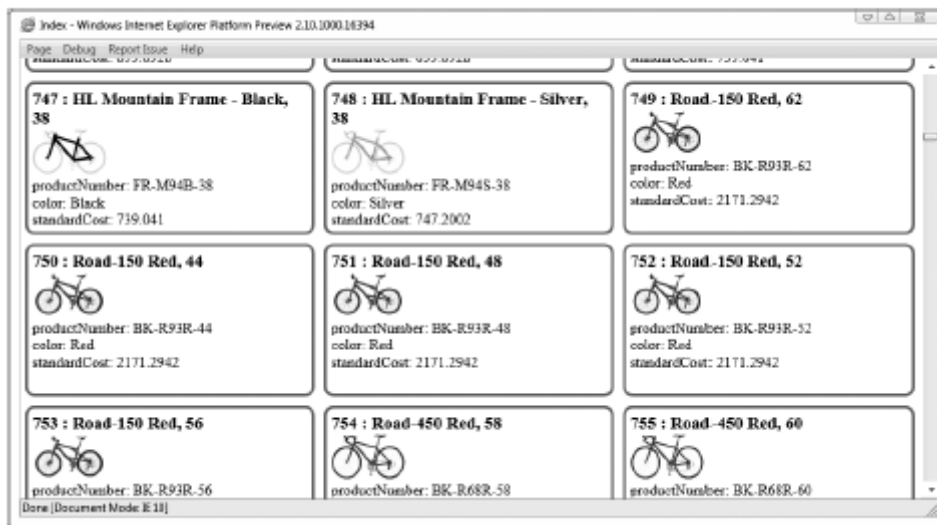 Index - Windows Internet Explorer Platform Preview 2.10.1000.16394
Page Debug Report Issue Help
747 : HL Mountain Frame - Black,
38
productNumber: FR-M94B-38
color: Black
standardCost: 739.041
748 : HL Mountain Frame - Silver,
38
productNumber: FR-M94S-38
color: Silver
standardCost: 747.2002
749 : Road-150 Red, 62
productNumber: BK-R93R-62
color: Red
standardCost: 2171.2942
750 : Road-150 Red, 44
productNumber: BK-R93R-44
color: Red
standardCost: 2171.2942
751 : Road-150 Red, 48
productNumber: BK-R93R-48
color: Red
standardCost: 2171.2942
752 : Road-150 Red, 52
productNumber: BK-R93R-52
color: Red
standardCost: 2171.2942
753 : Road-150 Red, 56
productNumber: BK-R93R-56
754 : Road-450 Red, 58
productNumber: BK-R68R-58
755 : Road-450 Red, 60
productNumber: BK-R68R-60
Done [Document Mode: IE10]